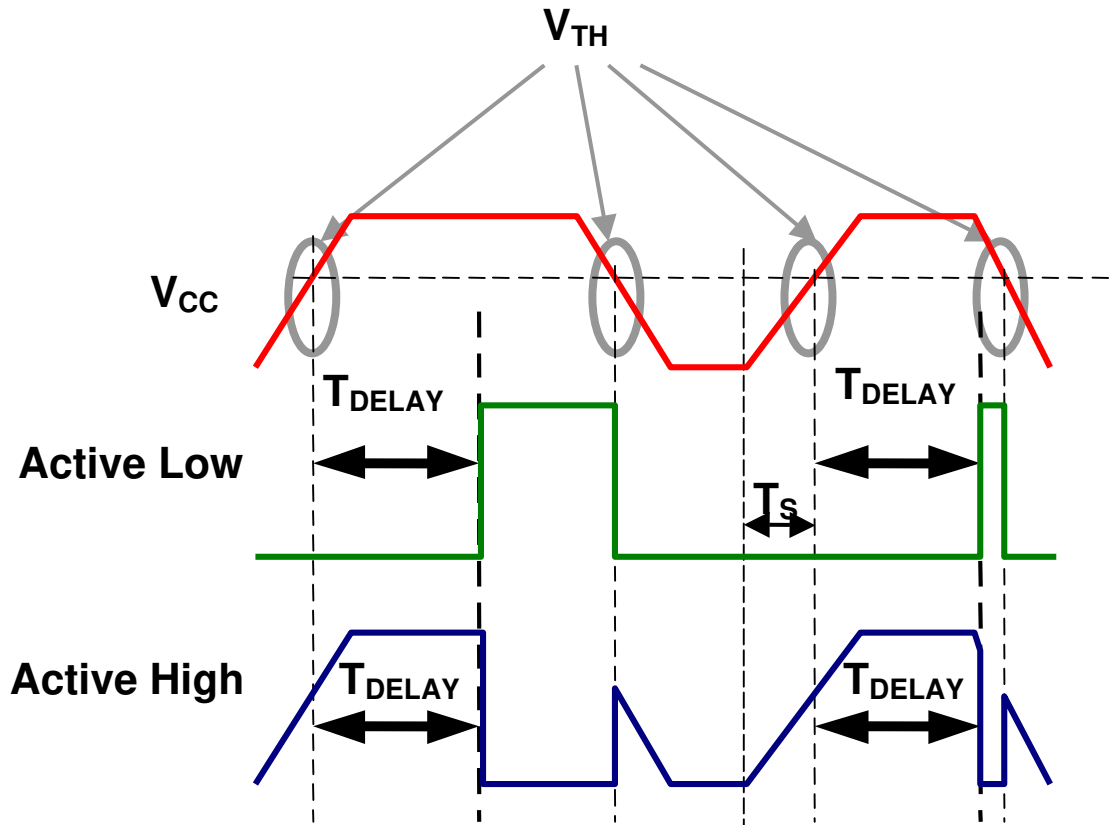 VTH
VCC
TDELAY
TDELAY
Active Low
TS
Active High
TDELAY
TDELAY